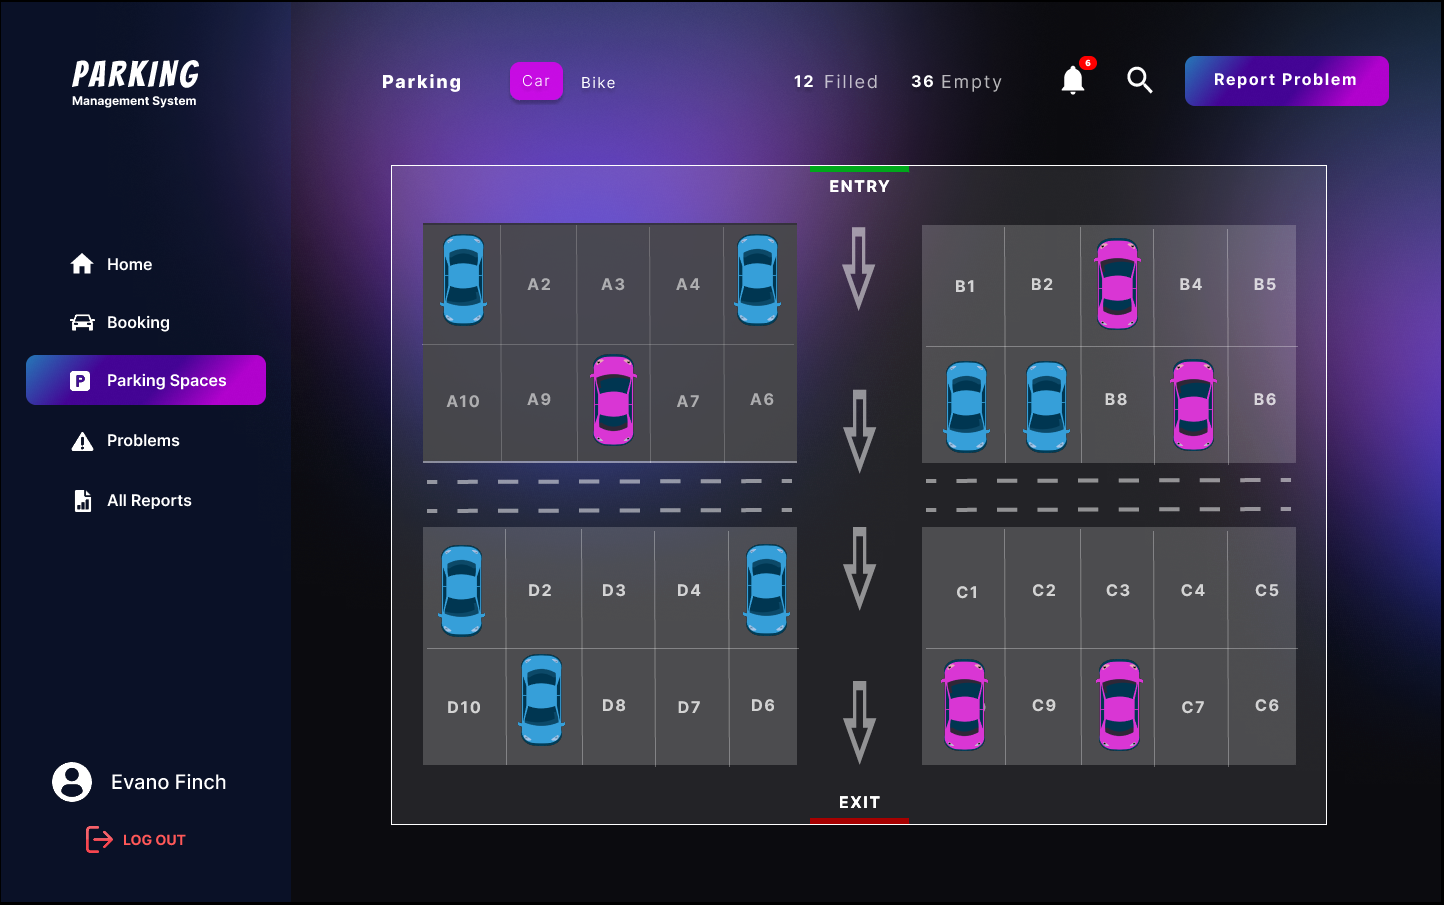 PARKING
Management System
Parking Car Bike 12 Filled 36 Empty 6 Report Problem
Home
Booking
P Parking Spaces
Problems
All Reports
Evano Finch
LOG OUT
ENTRY
A2 A3 A4
A10 A9 A7 A6
B1 B2 B4 B5
B8 B6
D2 D3 D4
D10 D8 D7 D6
C1 C2 C3 C4 C5
C9 C7 C6
EXIT